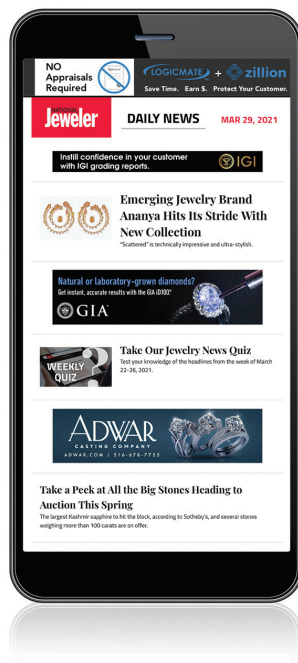 NO
Appraisals
Required
LOGICMATE + zillion
Save Time. Earn $. Protect Your Customer.
NATIONAL
Jeweler
DAILY NEWS
MAR 29, 2021
Instill confidence in your customer
with IGI grading reports.
IGI
Emerging Jewelry Brand
Ananya Hits Its Stride With
New Collection
"Scattered" is technically impressive and ultra-stylish.
Natural or laboratory-grown diamonds?
Get instant, accurate results with the GIA iD100.®
GIA®
WEEKLY
QUIZ
?
Take Our Jewelry News Quiz
Test your knowledge of the headlines from the week of March
22-26, 2021.
ADWAR
CASTING COMPANY
ADWAR.COM | 516-678-7733
Take a Peek at All the Big Stones Heading to
Auction This Spring
The largest Kashmir sapphire to hit the block, according to Sotheby's, and several stones
weighing more than 100 carats are on offer.